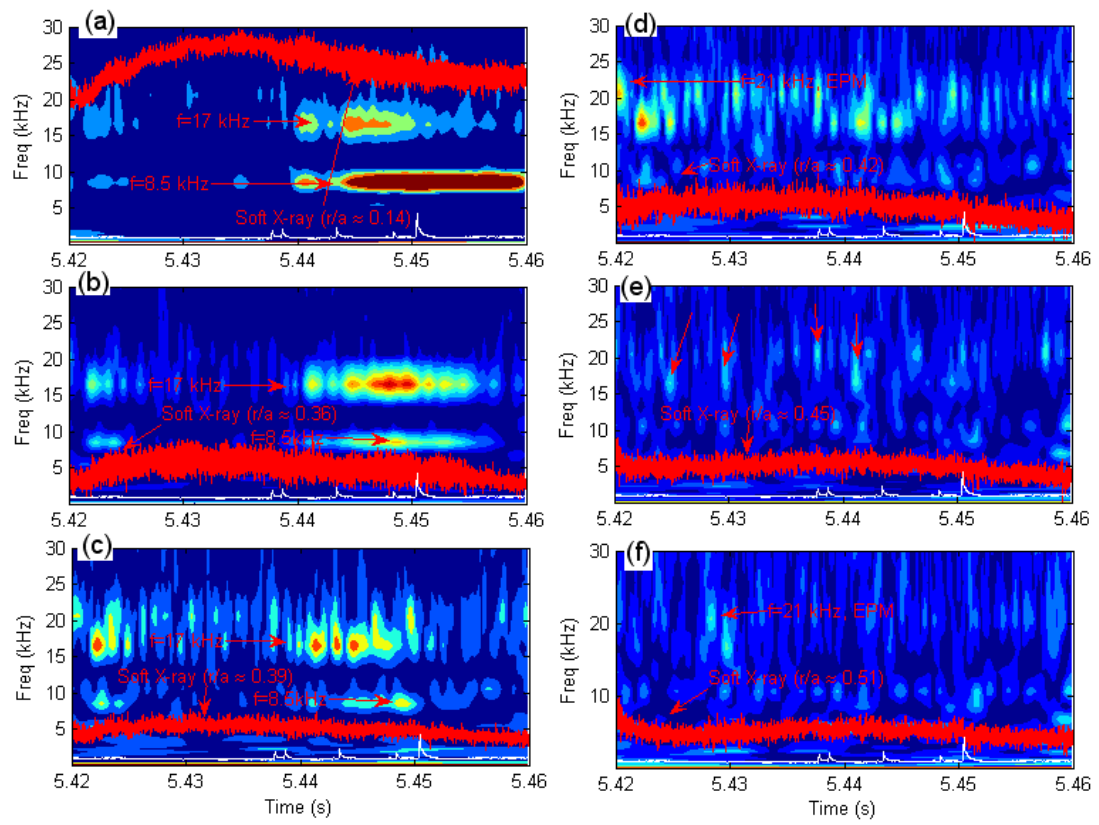 (a)
30
25
20
15
10
5
Freq (kHz)
f=17 kHz
f=8.5 kHz
Soft X-ray (r/a ≈ 0.14)
5.42 5.43 5.44 5.45 5.46
(b)
30
25
20
15
10
5
Freq (kHz)
f=17 kHz
Soft X-ray (r/a ≈ 0.36)
f=8.5kHz
5.42 5.43 5.44 5.45 5.46
(c)
30
25
20
15
10
5
0
Freq (kHz)
f=17 kHz
Soft X-ray (r/a ≈ 0.39)
f=8.5kHz
5.42 5.43 5.44 5.45 5.46
Time (s)
(d)
30
25
20
15
10
5
Freq (kHz)
f=21 kHz, EPM
Soft X-ray (r/a ≈ 0.42)
5.42 5.43 5.44 5.45 5.46
(e)
30
25
20
15
10
5
Freq (kHz)
Soft X-ray (r/a ≈ 0.45)
5.42 5.43 5.44 5.45 5.46
(f)
30
25
20
15
10
5
0
Freq (kHz)
f=21 kHz, EPM
Soft X-ray (r/a ≈ 0.51)
5.42 5.43 5.44 5.45 5.46
Time (s)